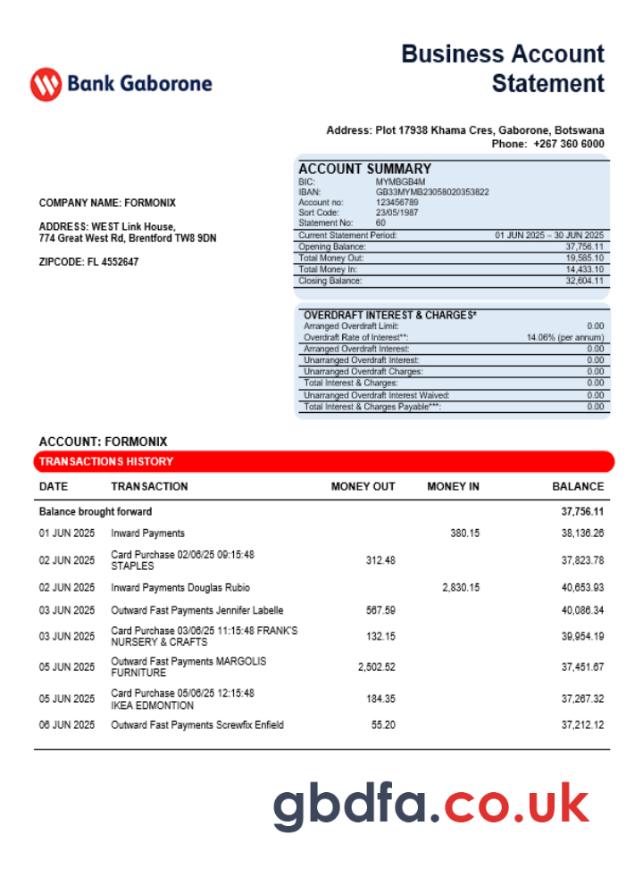 Business Account
Statement
Bank Gaborone
Address: Plot 17938 Khama Cres, Gaborone, Botswana
Phone: +267 360 6000
COMPANY NAME: FORMONIX
ADDRESS: WEST Link House,
774 Great West Rd, Brentford TW8 9DN
ZIPCODE: FL 4552647
ACCOUNT SUMMARY
BIC: MYMBGB4M
IBAN: GB33MYMB23058020353822
Account no: 123456789
Sort Code: 23/05/1987
Statement No: 60
Current Statement Period: 01 JUN 2025 – 30 JUN 2025
Opening Balance: 37,756.11
Total Money Out: 19,585.10
Total Money In: 14,433.10
Closing Balance: 32,604.11
OVERDRAFT INTEREST & CHARGES*
Arranged Overdraft Limit: 0.00
Overdraft Rate of Interest**: 14.06% (per annum)
Arranged Overdraft Interest: 0.00
Unarranged Overdraft Interest: 0.00
Unarranged Overdraft Charges: 0.00
Total Interest & Charges: 0.00
Unarranged Overdraft Interest Waived: 0.00
Total Interest & Charges Payable***: 0.00
ACCOUNT: FORMONIX
TRANSACTIONS HISTORY
DATE TRANSACTION MONEY OUT MONEY IN BALANCE
Balance brought forward 37,756.11
01 JUN 2025 Inward Payments 380.15 38,136.26
02 JUN 2025 Card Purchase 02/06/25 09:15:48 312.48 37,823.78
STAPLES
02 JUN 2025 Inward Payments Douglas Rubio 2,830.15 40,653.93
03 JUN 2025 Outward Fast Payments Jennifer Labelle 567.59 40,086.34
03 JUN 2025 Card Purchase 03/06/25 11:15:48 FRANK'S 132.15 39,954.19
NURSERY & CRAFTS
05 JUN 2025 Outward Fast Payments MARGOLIS 2,502.52 37,451.67
FURNITURE
05 JUN 2025 Card Purchase 05/06/25 12:15:48 184.35 37,267.32
IKEA EDMONTION
06 JUN 2025 Outward Fast Payments Screwfix Enfield 55.20 37,212.12
gbdfa.co.uk